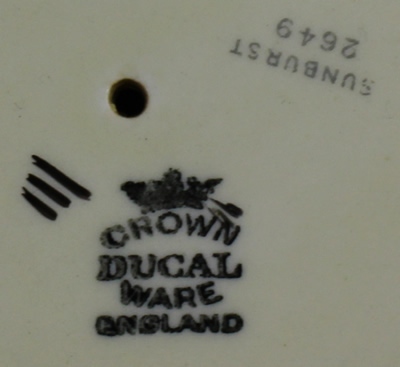 SUNBURST
2649
CROWN
DUCAL
WARE
ENGLAND